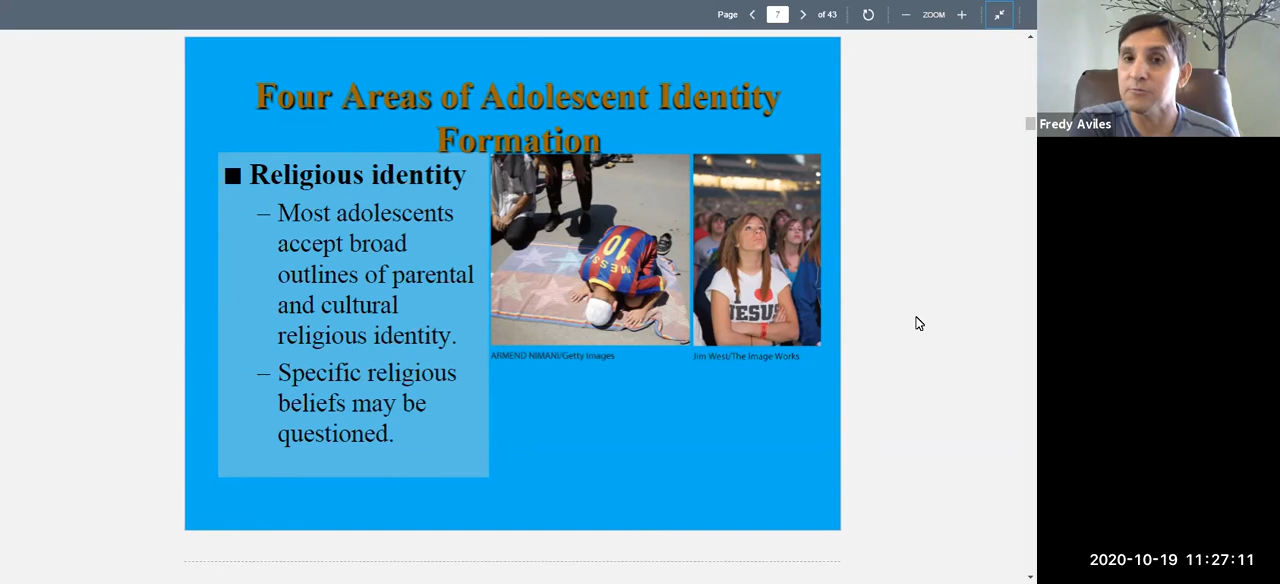 Page 7 of 43 ZOOM
Four Areas of Adolescent Identity
Formation
Religious identity
– Most adolescents
accept broad
outlines of parental
and cultural
religious identity.
– Specific religious
beliefs may be
questioned.
10
MESSI
I
JESUS
ARMEND NIMANI/Getty Images
Jim West/The Image Works
Fredy Aviles
2020-10-19 11:27:11